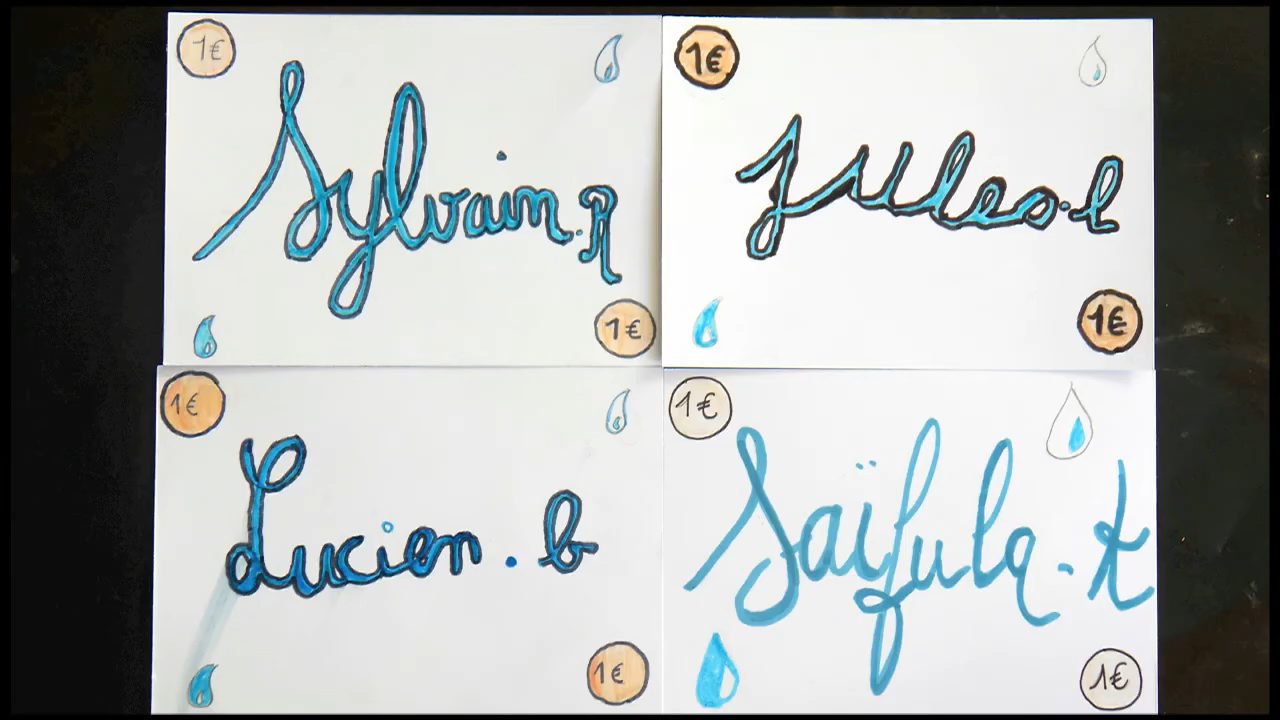 1€
Sylvain.R
1€
1€
Jules.b
1€
1€
Lucien.b
1€
1€
Saïfula.k
1€